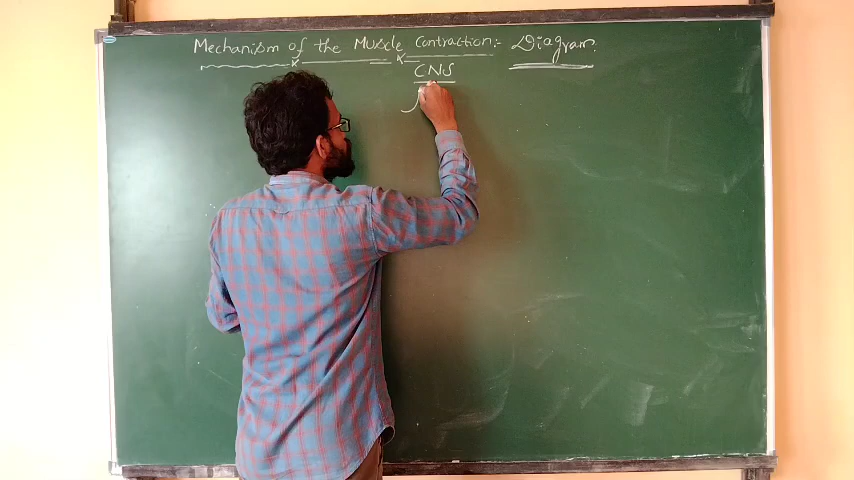 Mechanism of the Muscle Contraction:- Diagram:
CNS